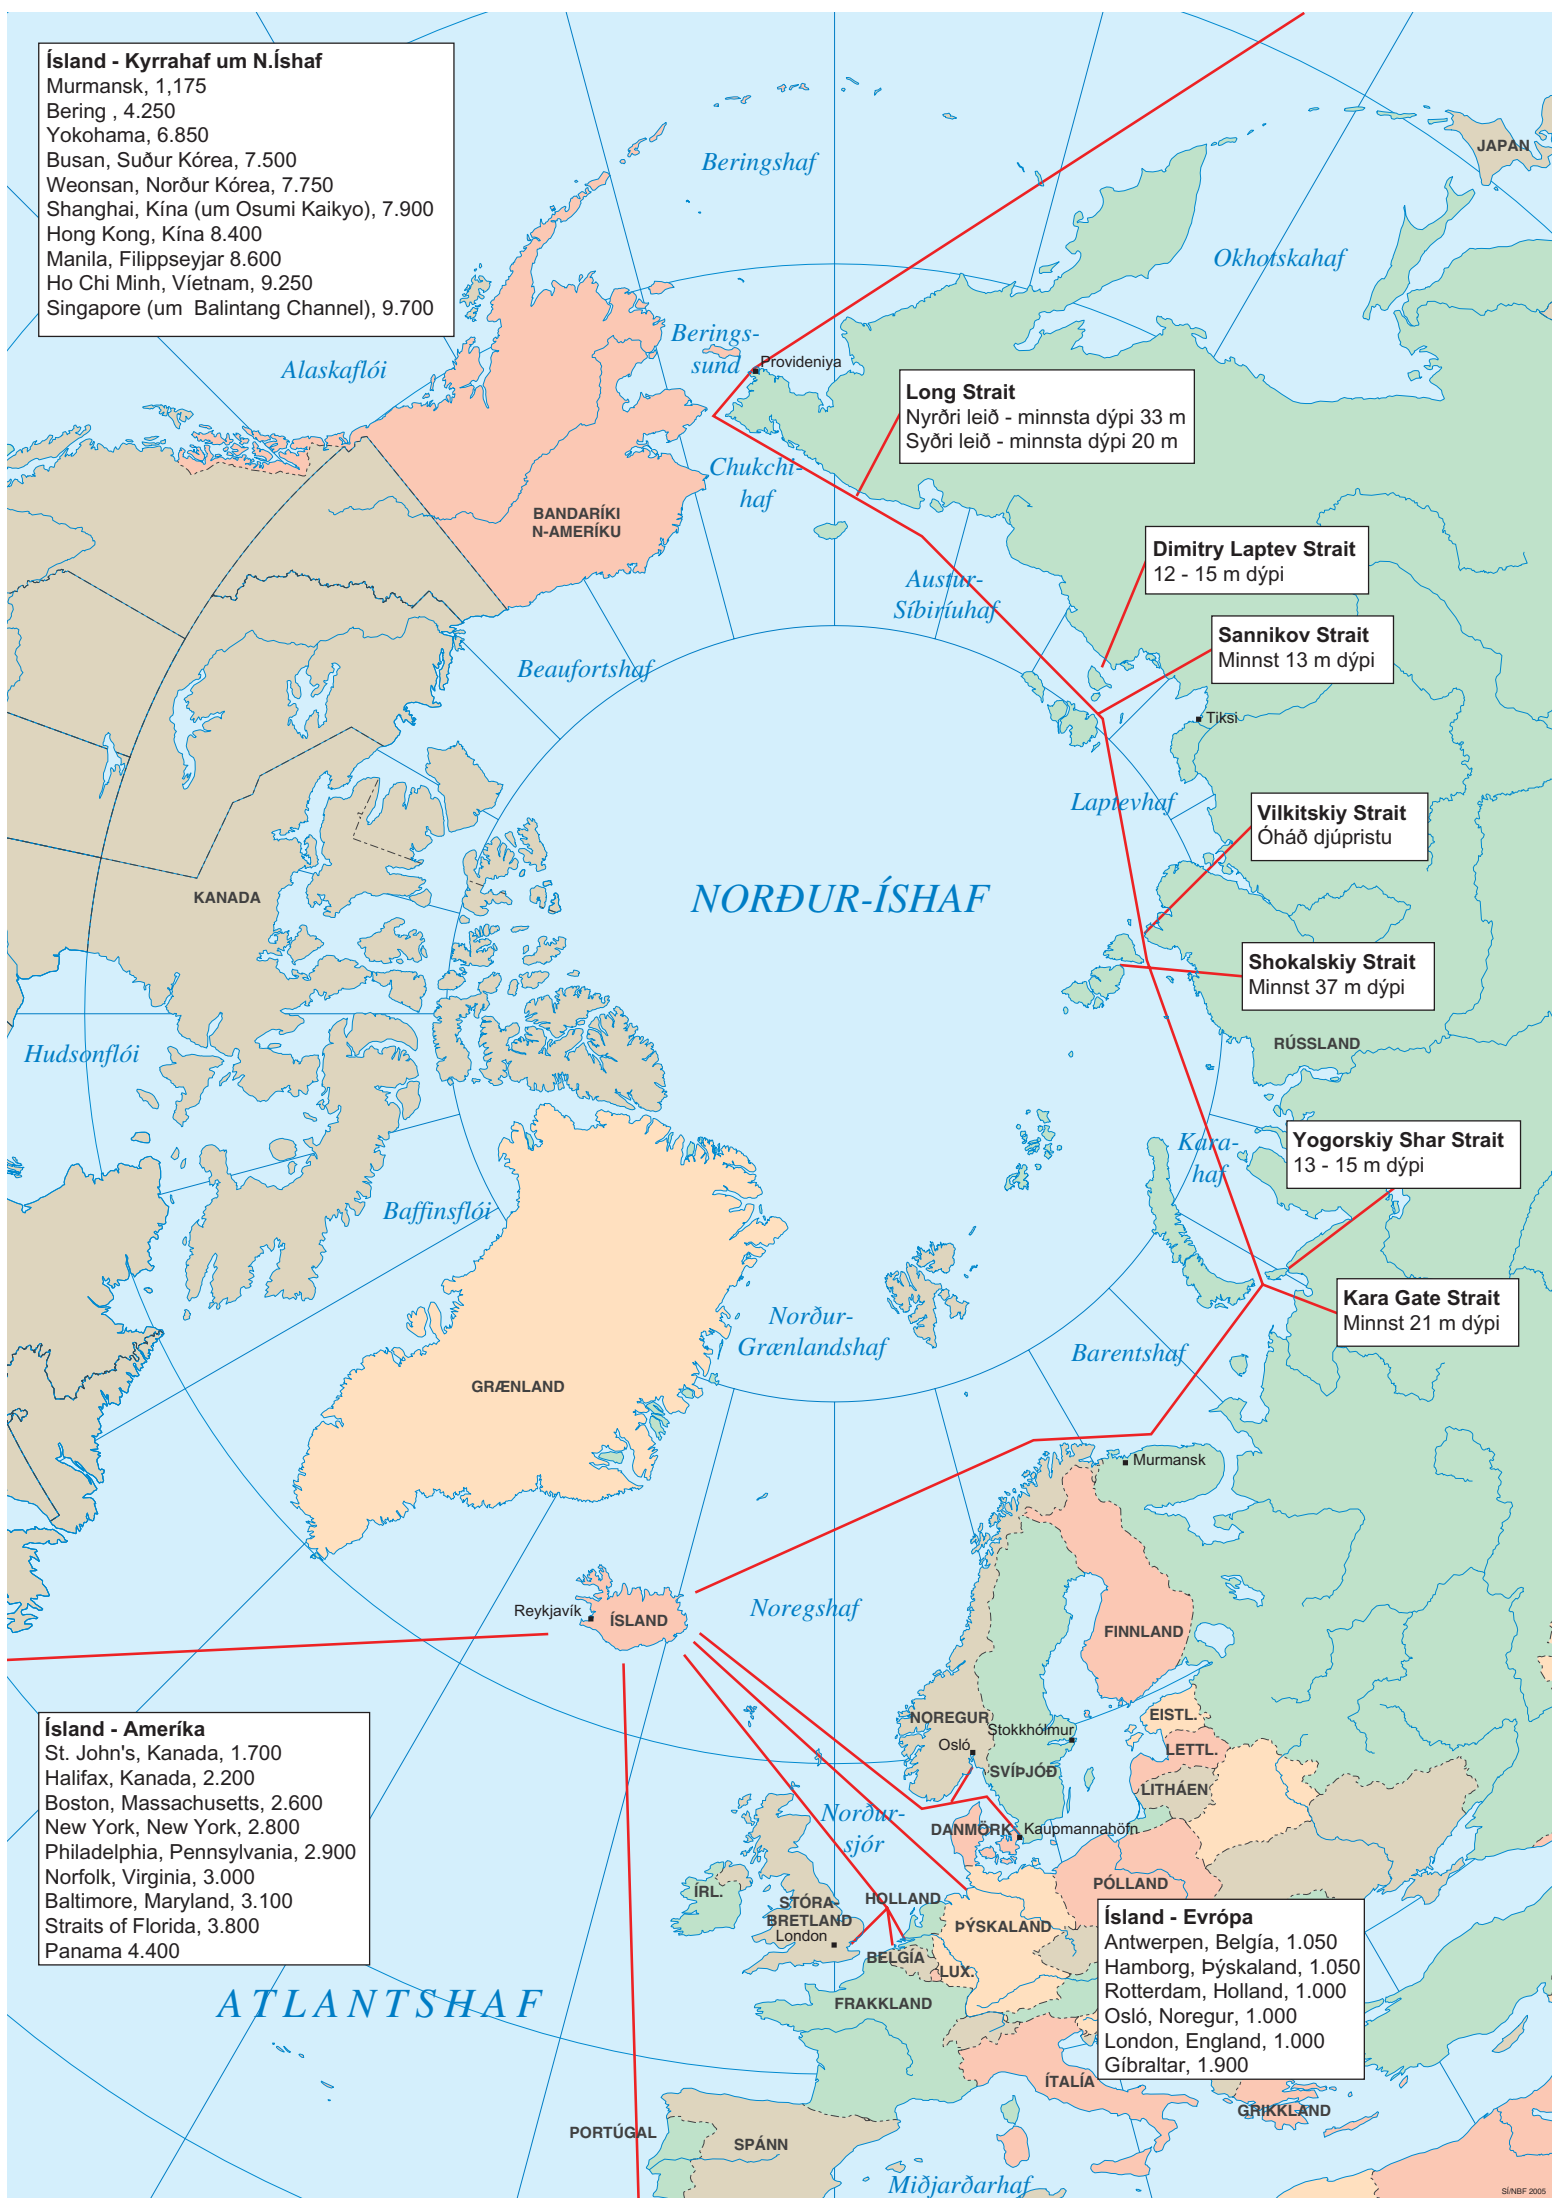 Ísland - Kyrrahaf um N.Íshaf
Murmansk, 1,175
Bering , 4.250
Yokohama, 6.850
Busan, Suður Kórea, 7.500
Weonsan, Norður Kórea, 7.750
Shanghai, Kína (um Osumi Kaikyo), 7.900
Hong Kong, Kína 8.400
Manila, Filippseyjar 8.600
Ho Chi Minh, Víetnam, 9.250
Singapore (um  Balintang Channel), 9.700
JAPAN
Beringshaf
Okhotskahaf
Alaskaflói
Berings-
sund
Provideniya
Long Strait
Nyrðri leið - minnsta dýpi 33 m
Syðri leið - minnsta dýpi 20 m
Chukchi-
haf
BANDARÍKI
N-AMERÍKU
Dimitry Laptev Strait
12 - 15 m dýpi
Austur-
Síbiríuhaf
Sannikov Strait
Minnst 13 m dýpi
Beaufortshaf
Tiksi
Laptevhaf
Vilkitskiy Strait
Óháð djúpristu
KANADA
NORÐUR-ÍSHAF
Shokalskiy Strait
Minnst 37 m dýpi
Hudsonflói
RÚSSLAND
Kara-
haf
Yogorskiy Shar Strait
13 - 15 m dýpi
Baffinsflói
Kara Gate Strait
Minnst 21 m dýpi
Norður-
Grænlandshaf
Barentshaf
GRÆNLAND
Murmansk
Reykjavík
ÍSLAND
Noregshaf
FINNLAND
NOREGUR
Stokkhólmur
Osló
SVÍÞJÓÐ
EISTL.
LETTL.
LITHÁEN
Ísland - Ameríka
St. John's, Kanada, 1.700
Halifax, Kanada, 2.200
Boston, Massachusetts, 2.600
New York, New York, 2.800
Philadelphia, Pennsylvania, 2.900
Norfolk, Virginia, 3.000
Baltimore, Maryland, 3.100
Straits of Florida, 3.800
Panama 4.400
Norður-
sjór
DANMÖRK
Kaupmannahöfn
PÓLLAND
ÍRL.
STÓRA-
BRETLAND
London
HOLLAND
ÞÝSKALAND
BELGÍA
LUX.
FRAKKLAND
Ísland - Evrópa
Antwerpen, Belgía, 1.050
Hamborg, Þýskaland, 1.050
Rotterdam, Holland, 1.000
Osló, Noregur, 1.000
London, England, 1.000
Gíbraltar, 1.900
ATLANTSHAF
ÍTALÍA
GRIKKLAND
PORTÚGAL
SPÁNN
Miðjarðarhaf
SÍ/NBF 2005